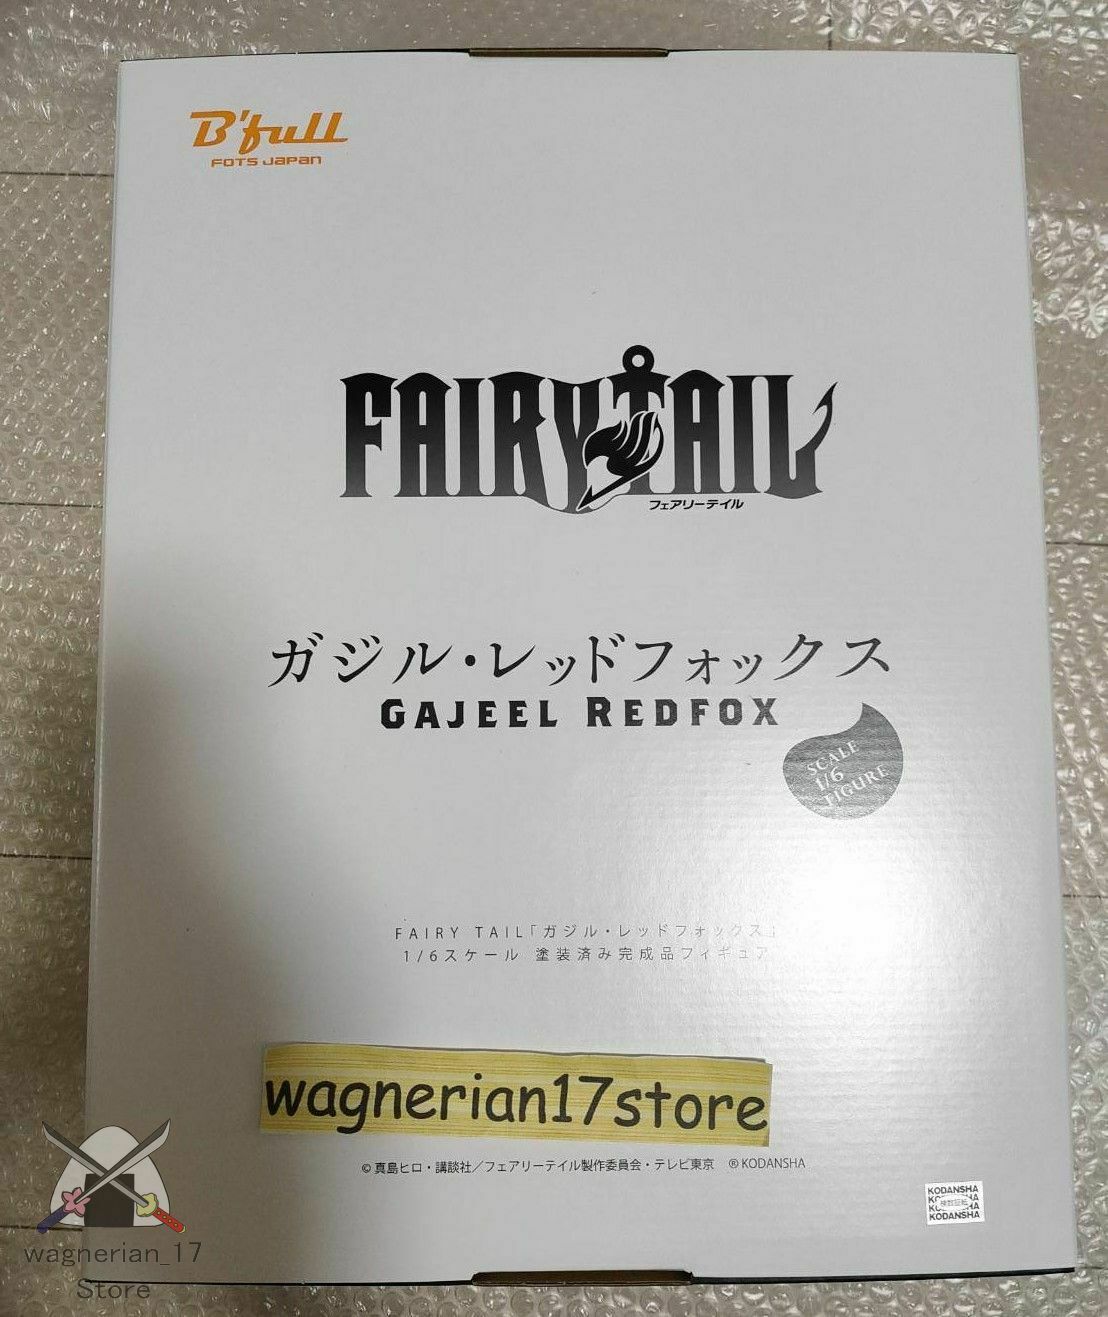 B'full
FOTS JAPAN
FAIRY TAIL
フェアリーテイル
ガジル・レッドフォックス
GAJEEL REDFOX
SCALE
1/6
FIGURE
FAIRY TAIL「ガジル・レッドフォックス」
1/6スケール 塗装済み完成品フィギュア
wagnerian17store
©真島ヒロ・講談社／フェアリーテイル製作委員会・テレビ東京 ®KODANSHA
KODANSHA
KODANSHA
wagnerian_17
Store